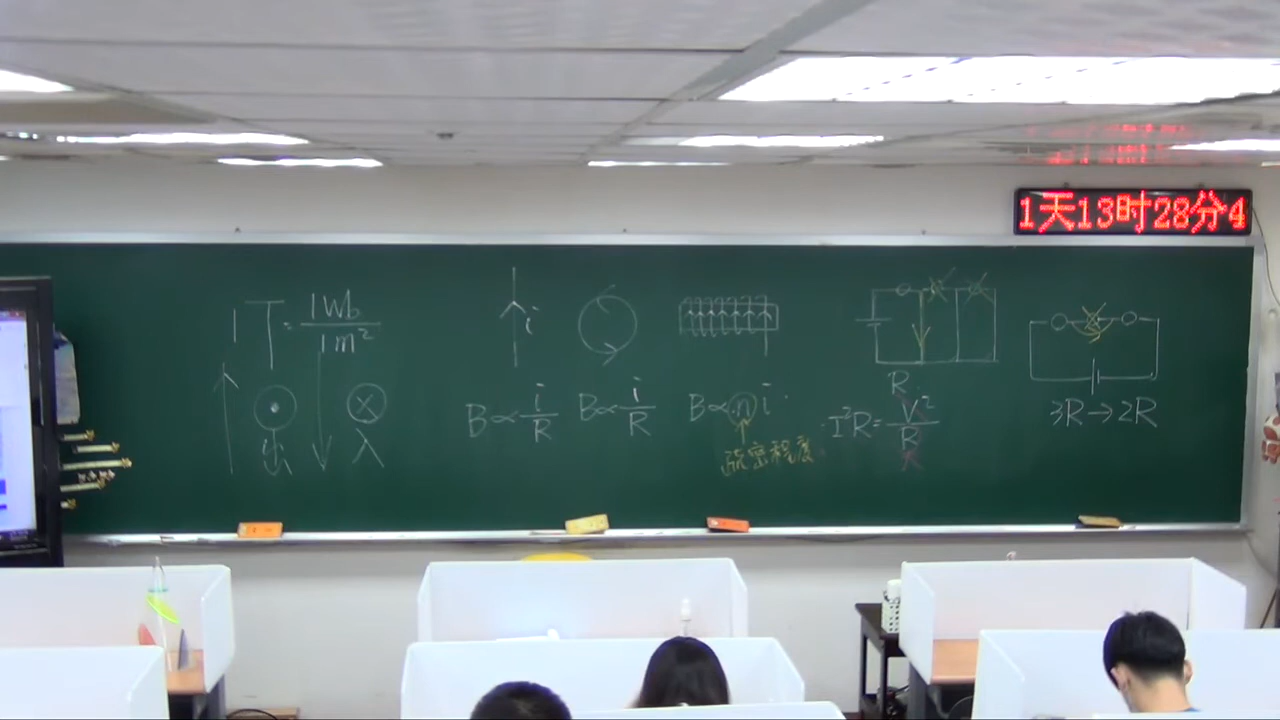 1天13时28分4
1T = 1Wb / 1m²
出
入
i
B∝i/R
B∝i/R
B∝ni
疏密程度
R
I²R=V²/R
3R→2R